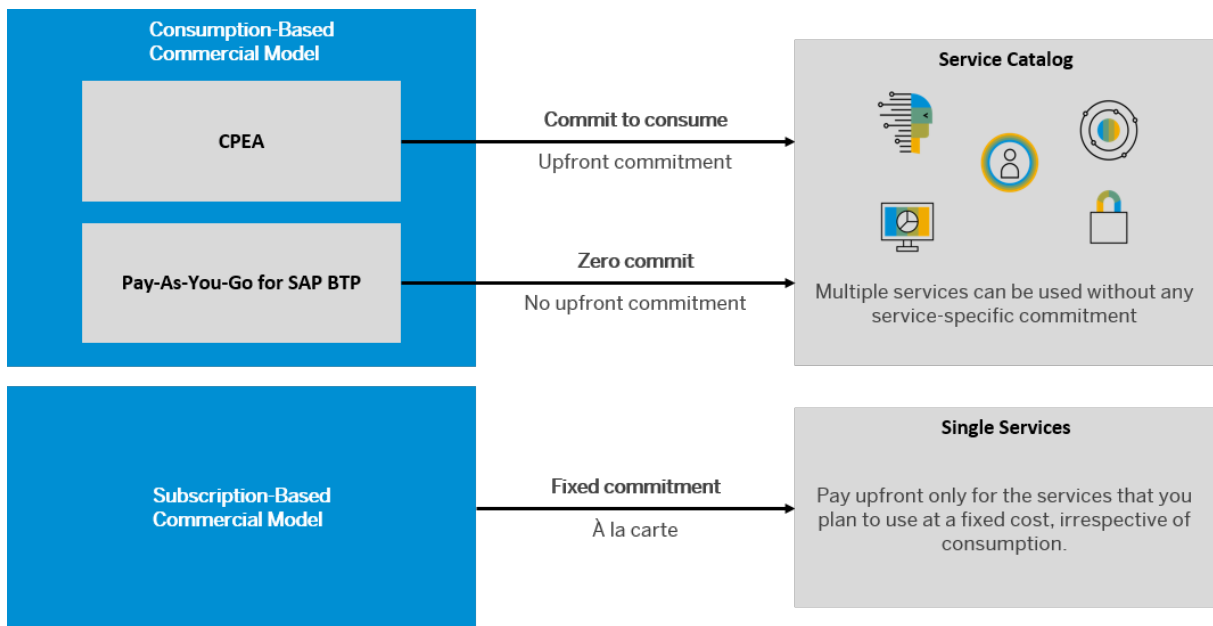 Consumption-Based
Commercial Model
CPEA
Commit to consume
Upfront commitment
Pay-As-You-Go for SAP BTP
Zero commit
No upfront commitment
Service Catalog
Multiple services can be used without any
service-specific commitment
Subscription-Based
Commercial Model
Fixed commitment
À la carte
Single Services
Pay upfront only for the services that you
plan to use at a fixed cost, irrespective of
consumption.